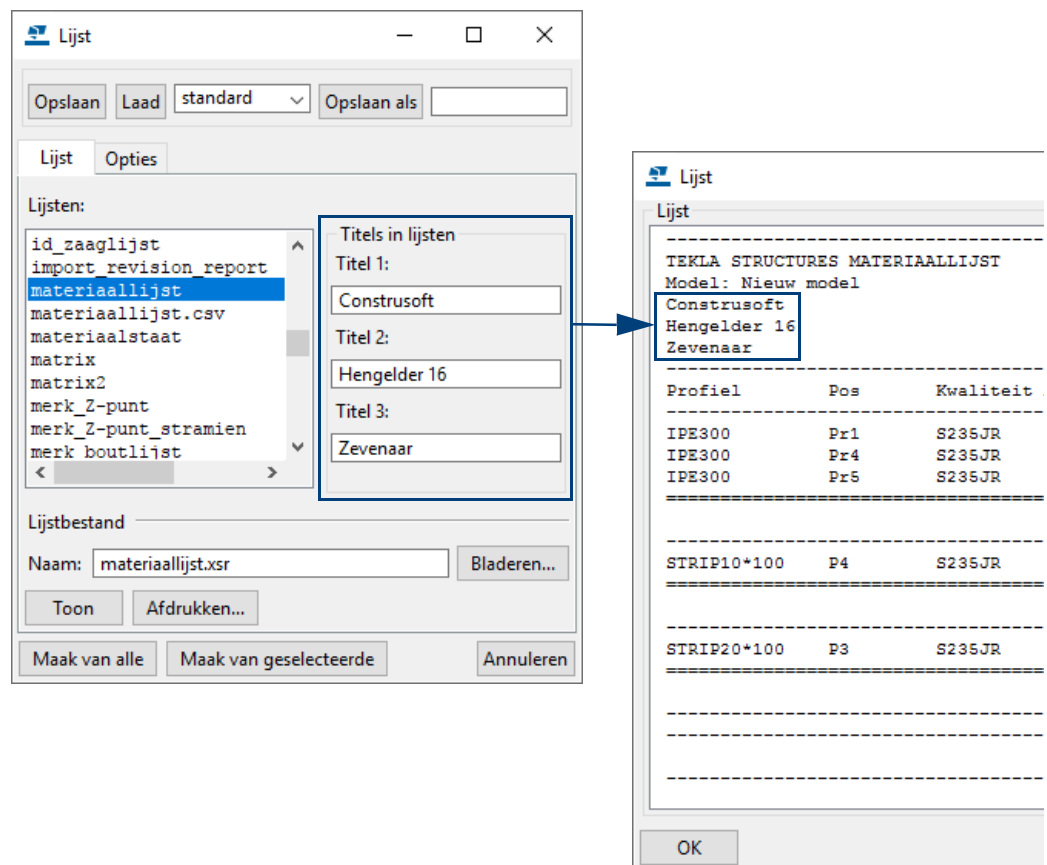 Lijst
Opslaan Laad standard Opslaan als
Lijst Opties
Lijsten:
id_zaaglijst
import_revision_report
materiaallijst
materiaallijst.csv
materiaalstaat
matrix
matrix2
merk_Z-punt
merk_Z-punt_stramien
merk_boutlijst
Titels in lijsten
Titel 1:
Construsoft
Titel 2:
Hengelder 16
Titel 3:
Zevenaar
Lijstbestand
Naam: materiaallijst.xsr Bladeren...
Toon Afdrukken...
Maak van alle Maak van geselecteerde Annuleren
Lijst
Lijst
TEKLA STRUCTURES MATERIAALLIJST
Model: Nieuw model
Construsoft
Hengelder 16
Zevenaar
Profiel Pos Kwaliteit
IPE300 Pr1 S235JR
IPE300 Pr4 S235JR
IPE300 Pr5 S235JR
STRIP10*100 P4 S235JR
STRIP20*100 P3 S235JR
OK